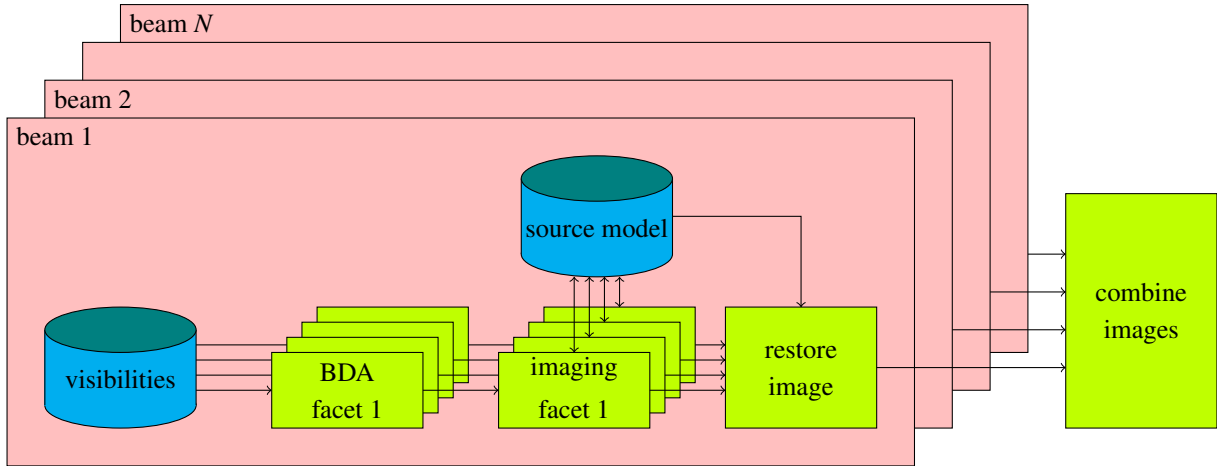 beam N
beam 2
beam 1
source model
visibilities
BDA
facet 1
imaging
facet 1
restore
image
combine
images